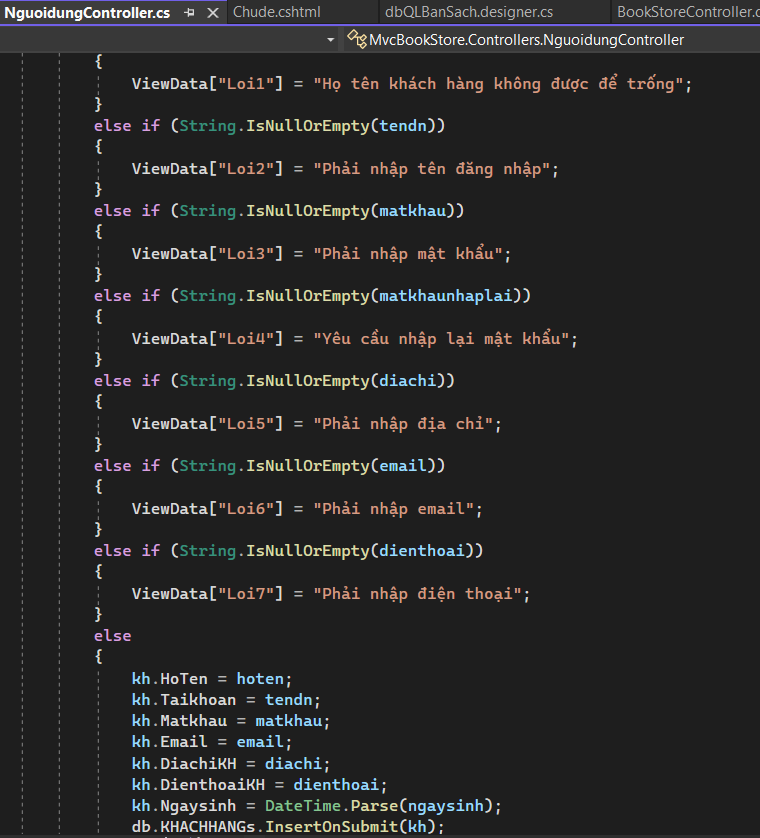 NguoidungController.cs Chude.cshtml dbQLBanSach.designer.cs BookStoreController.c
MvcBookStore.Controllers.NguoidungController
{
ViewData["Loi1"] = "Họ tên khách hàng không được để trống";
}
else if (String.IsNullOrEmpty(tendn))
{
ViewData["Loi2"] = "Phải nhập tên đăng nhập";
}
else if (String.IsNullOrEmpty(matkhau))
{
ViewData["Loi3"] = "Phải nhập mật khẩu";
}
else if (String.IsNullOrEmpty(matkhaunhaplai))
{
ViewData["Loi4"] = "Yêu cầu nhập lại mật khẩu";
}
else if (String.IsNullOrEmpty(diachi))
{
ViewData["Loi5"] = "Phải nhập địa chỉ";
}
else if (String.IsNullOrEmpty(email))
{
ViewData["Loi6"] = "Phải nhập email";
}
else if (String.IsNullOrEmpty(dienthoai))
{
ViewData["Loi7"] = "Phải nhập điện thoại";
}
else
{
kh.HoTen = hoten;
kh.Taikhoan = tendn;
kh.Matkhau = matkhau;
kh.Email = email;
kh.DiachiKH = diachi;
kh.DienthoaiKH = dienthoai;
kh.Ngaysinh = DateTime.Parse(ngaysinh);
db.KHACHHANGs.InsertOnSubmit(kh);